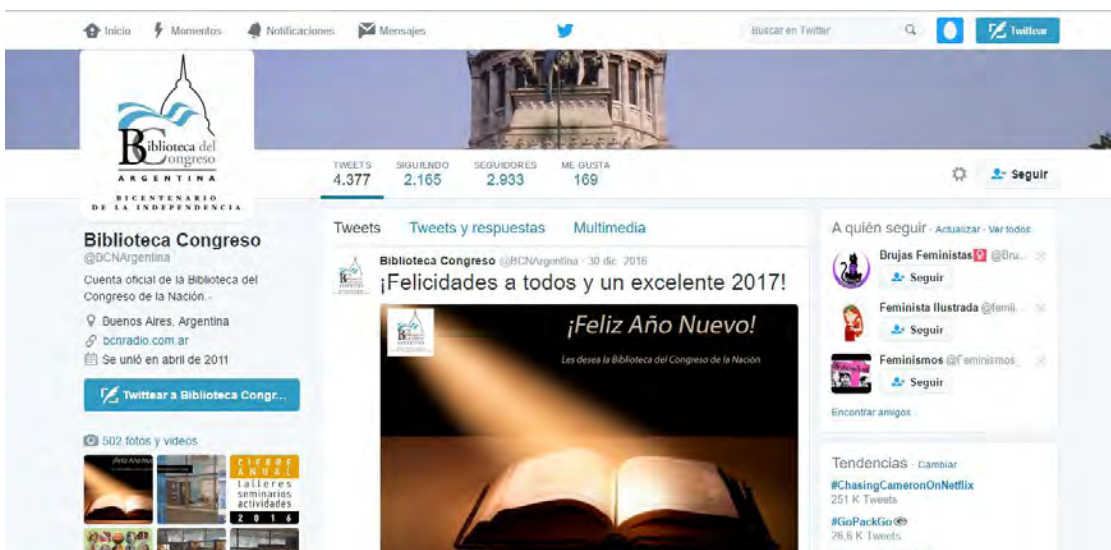 Inicio Momentos Notificaciones Mensajes Buscar en Twitter Twittear
Biblioteca del
Congreso
ARGENTINA
BICENTENARIO
DE LA INDEPENDENCIA
TWEETS SIGUIENDO SEGUIDORES ME GUSTA
4.377 2.165 2.933 169
Seguir
Biblioteca Congreso
@BCNArgentina
Cuenta oficial de la Biblioteca del
Congreso de la Nación.-
Buenos Aires, Argentina
bcnradio.com.ar
Se unió en abril de 2011
Twittear a Biblioteca Congr...
502 fotos y videos
CIERRE
ANUAL
talleres
seminarios
actividades
2016
Tweets Tweets y respuestas Multimedia
Biblioteca Congreso @BCNArgentina · 30 dic. 2016
¡Felicidades a todos y un excelente 2017!
¡Feliz Año Nuevo!
Les desea la Biblioteca del Congreso de la Nación
A quién seguir · Actualizar · Ver todos
Brujas Feministas @Bru...
Seguir
Feminista Ilustrada @femi...
Seguir
Feminismos @Feminismos_
Seguir
Encontrar amigos
Tendencias · Cambiar
#ChasingCameronOnNetflix
251 K Tweets
#GoPackGo
26,6 K Tweets